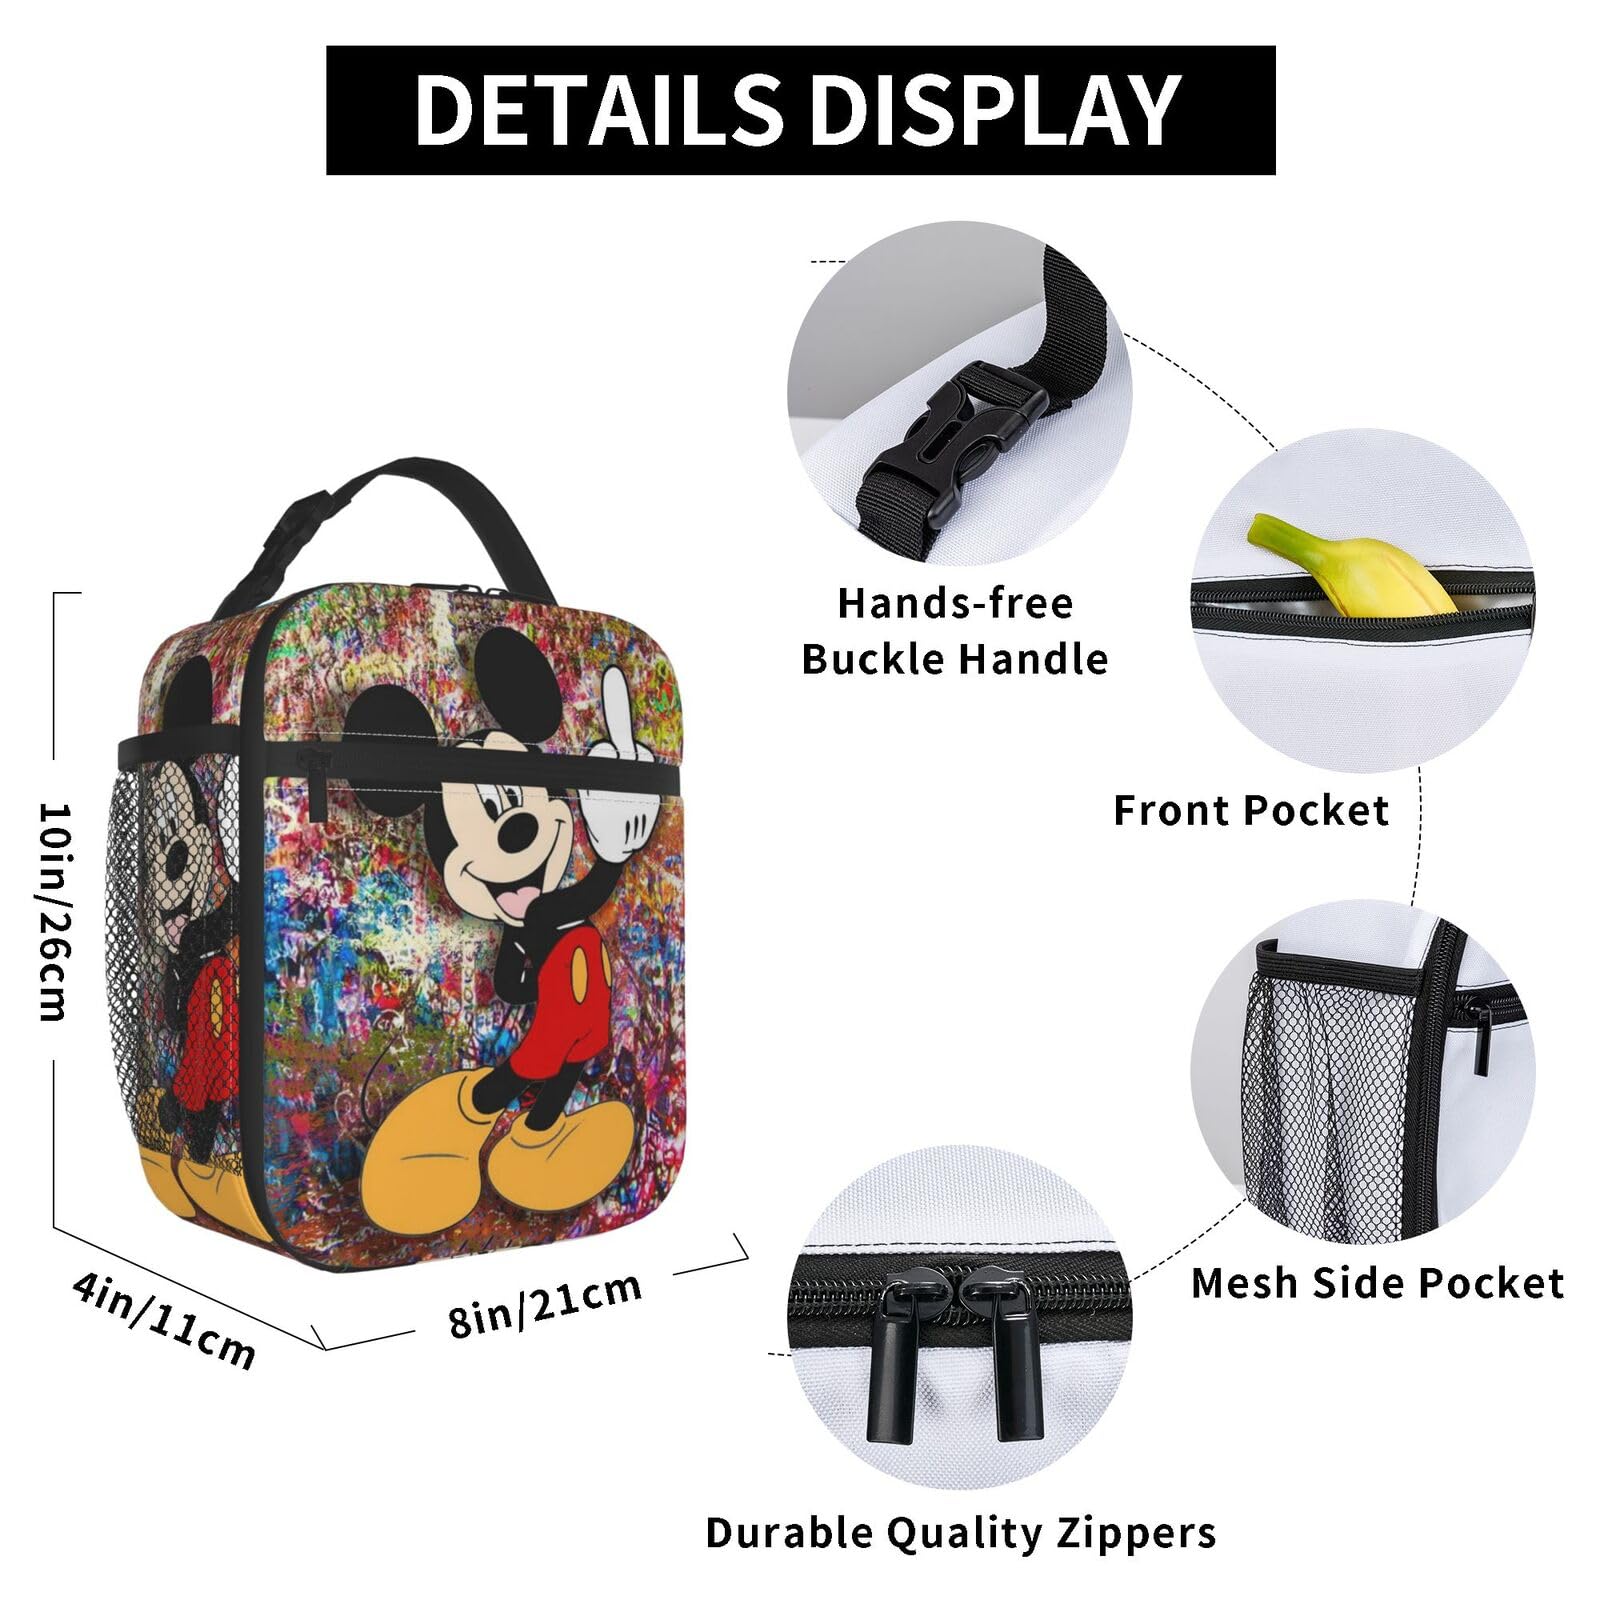 DETAILS DISPLAY
Hands-free
Buckle Handle
Front Pocket
10in/26cm
Mesh Side Pocket
4in/11cm
8in/21cm
Durable Quality Zippers